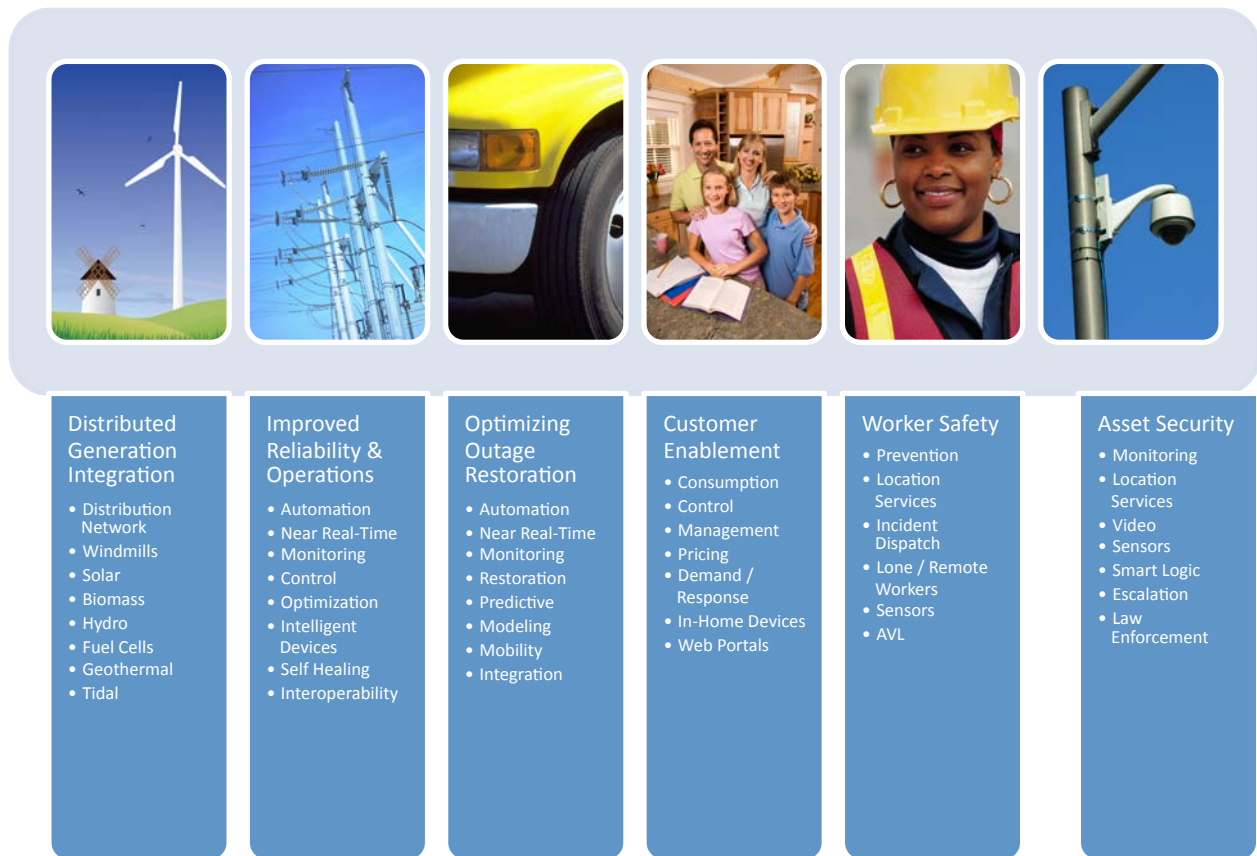 Distributed
Generation
Integration
• Distribution
Network
• Windmills
• Solar
• Biomass
• Hydro
• Fuel Cells
• Geothermal
• Tidal
Improved
Reliability &
Operations
• Automation
• Near Real-Time
• Monitoring
• Control
• Optimization
• Intelligent
Devices
• Self Healing
• Interoperability
Optimizing
Outage
Restoration
• Automation
• Near Real-Time
• Monitoring
• Restoration
• Predictive
• Modeling
• Mobility
• Integration
Customer
Enablement
• Consumption
• Control
• Management
• Pricing
• Demand /
Response
• In-Home Devices
• Web Portals
Worker Safety
• Prevention
• Location
Services
• Incident
Dispatch
• Lone / Remote
Workers
• Sensors
• AVL
Asset Security
• Monitoring
• Location
Services
• Video
• Sensors
• Smart Logic
• Escalation
• Law
Enforcement